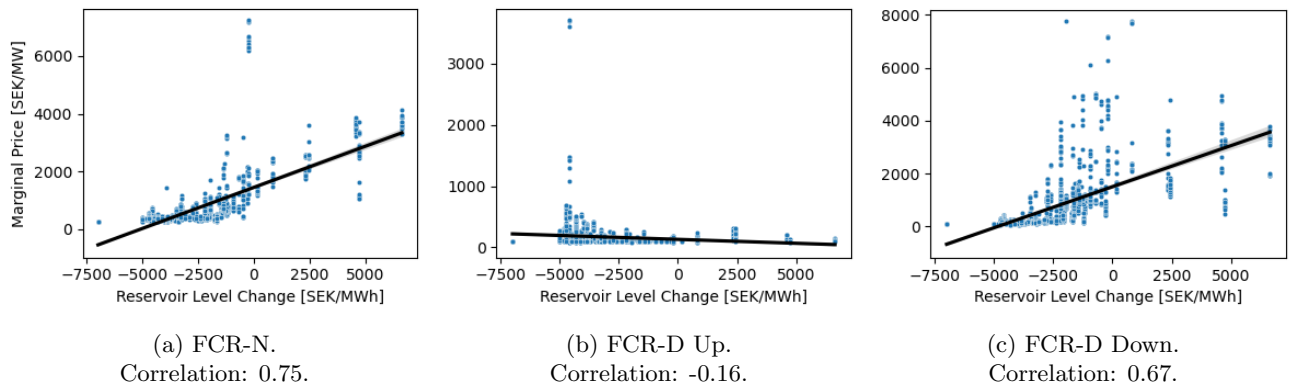 Marginal Price [SEK/MW]
6000
4000
2000
0
−7500 −5000 −2500 0 2500 5000
Reservoir Level Change [SEK/MWh]
(a) FCR-N.
Correlation: 0.75.
3000
2000
1000
0
−7500 −5000 −2500 0 2500 5000
Reservoir Level Change [SEK/MWh]
(b) FCR-D Up.
Correlation: -0.16.
8000
6000
4000
2000
0
−7500 −5000 −2500 0 2500 5000
Reservoir Level Change [SEK/MWh]
(c) FCR-D Down.
Correlation: 0.67.